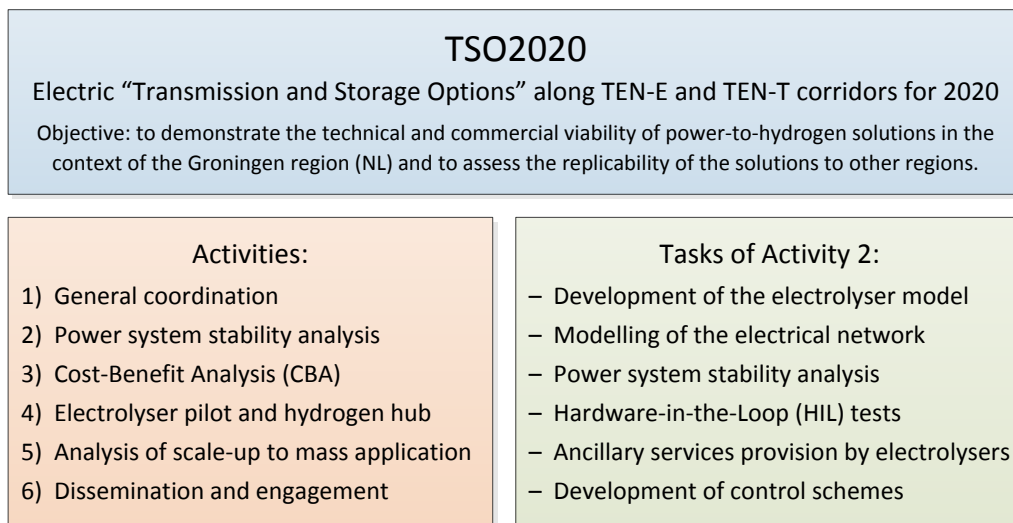 TSO2020
Electric “Transmission and Storage Options” along TEN-E and TEN-T corridors for 2020
Objective: to demonstrate the technical and commercial viability of power-to-hydrogen solutions in the
context of the Groningen region (NL) and to assess the replicability of the solutions to other regions.
Activities:
1) General coordination
2) Power system stability analysis
3) Cost-Benefit Analysis (CBA)
4) Electrolyser pilot and hydrogen hub
5) Analysis of scale-up to mass application
6) Dissemination and engagement
Tasks of Activity 2:
– Development of the electrolyser model
– Modelling of the electrical network
– Power system stability analysis
– Hardware-in-the-Loop (HIL) tests
– Ancillary services provision by electrolysers
– Development of control schemes